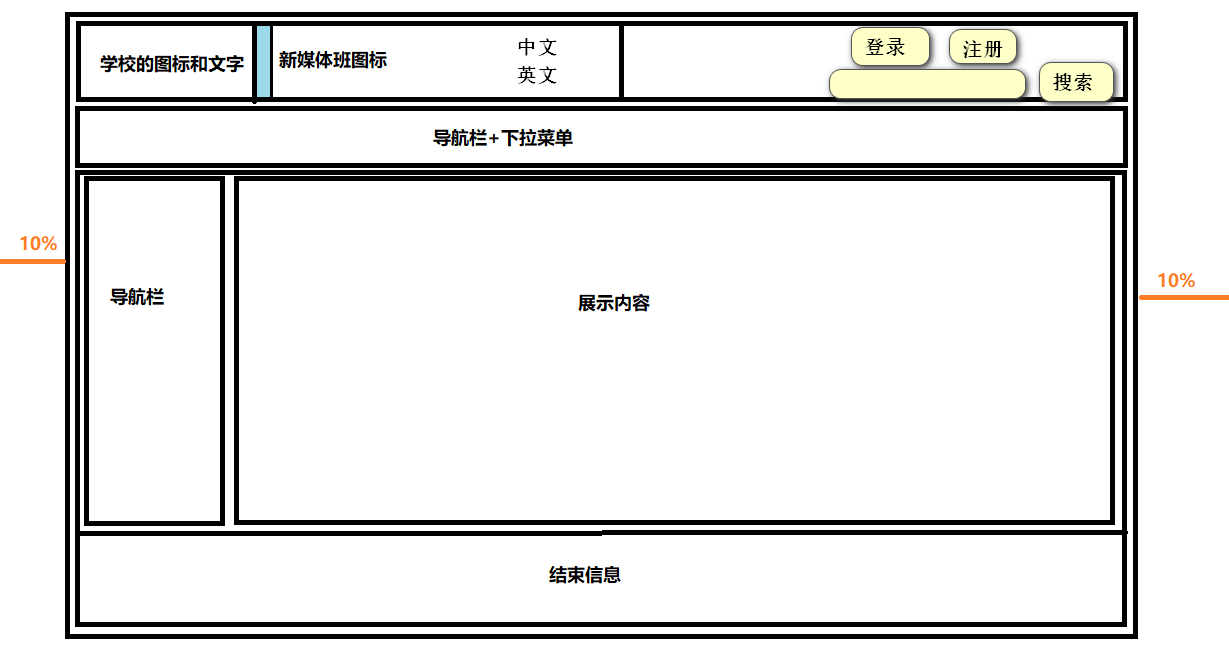 学校的图标和文字
新媒体班图标
中文
英文
登录
注册
搜索
导航栏+下拉菜单
10%
导航栏
展示内容
10%
结束信息